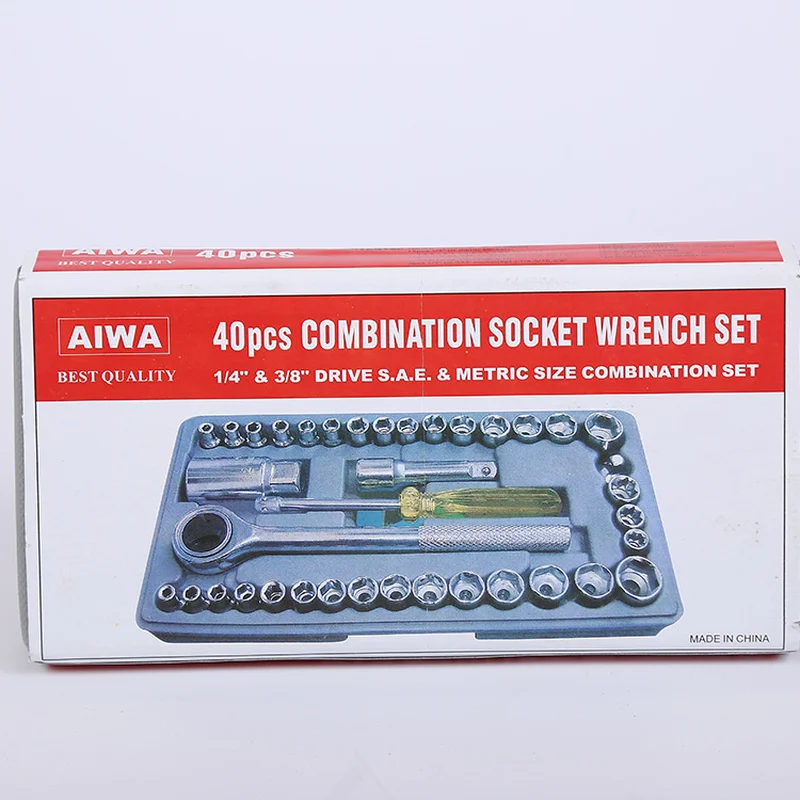 AIWA
40pcs
BEST QUALITY
AIWA
40pcs COMBINATION SOCKET WRENCH SET
BEST QUALITY
1/4" & 3/8" DRIVE S.A.E. & METRIC SIZE COMBINATION SET
MADE IN CHINA